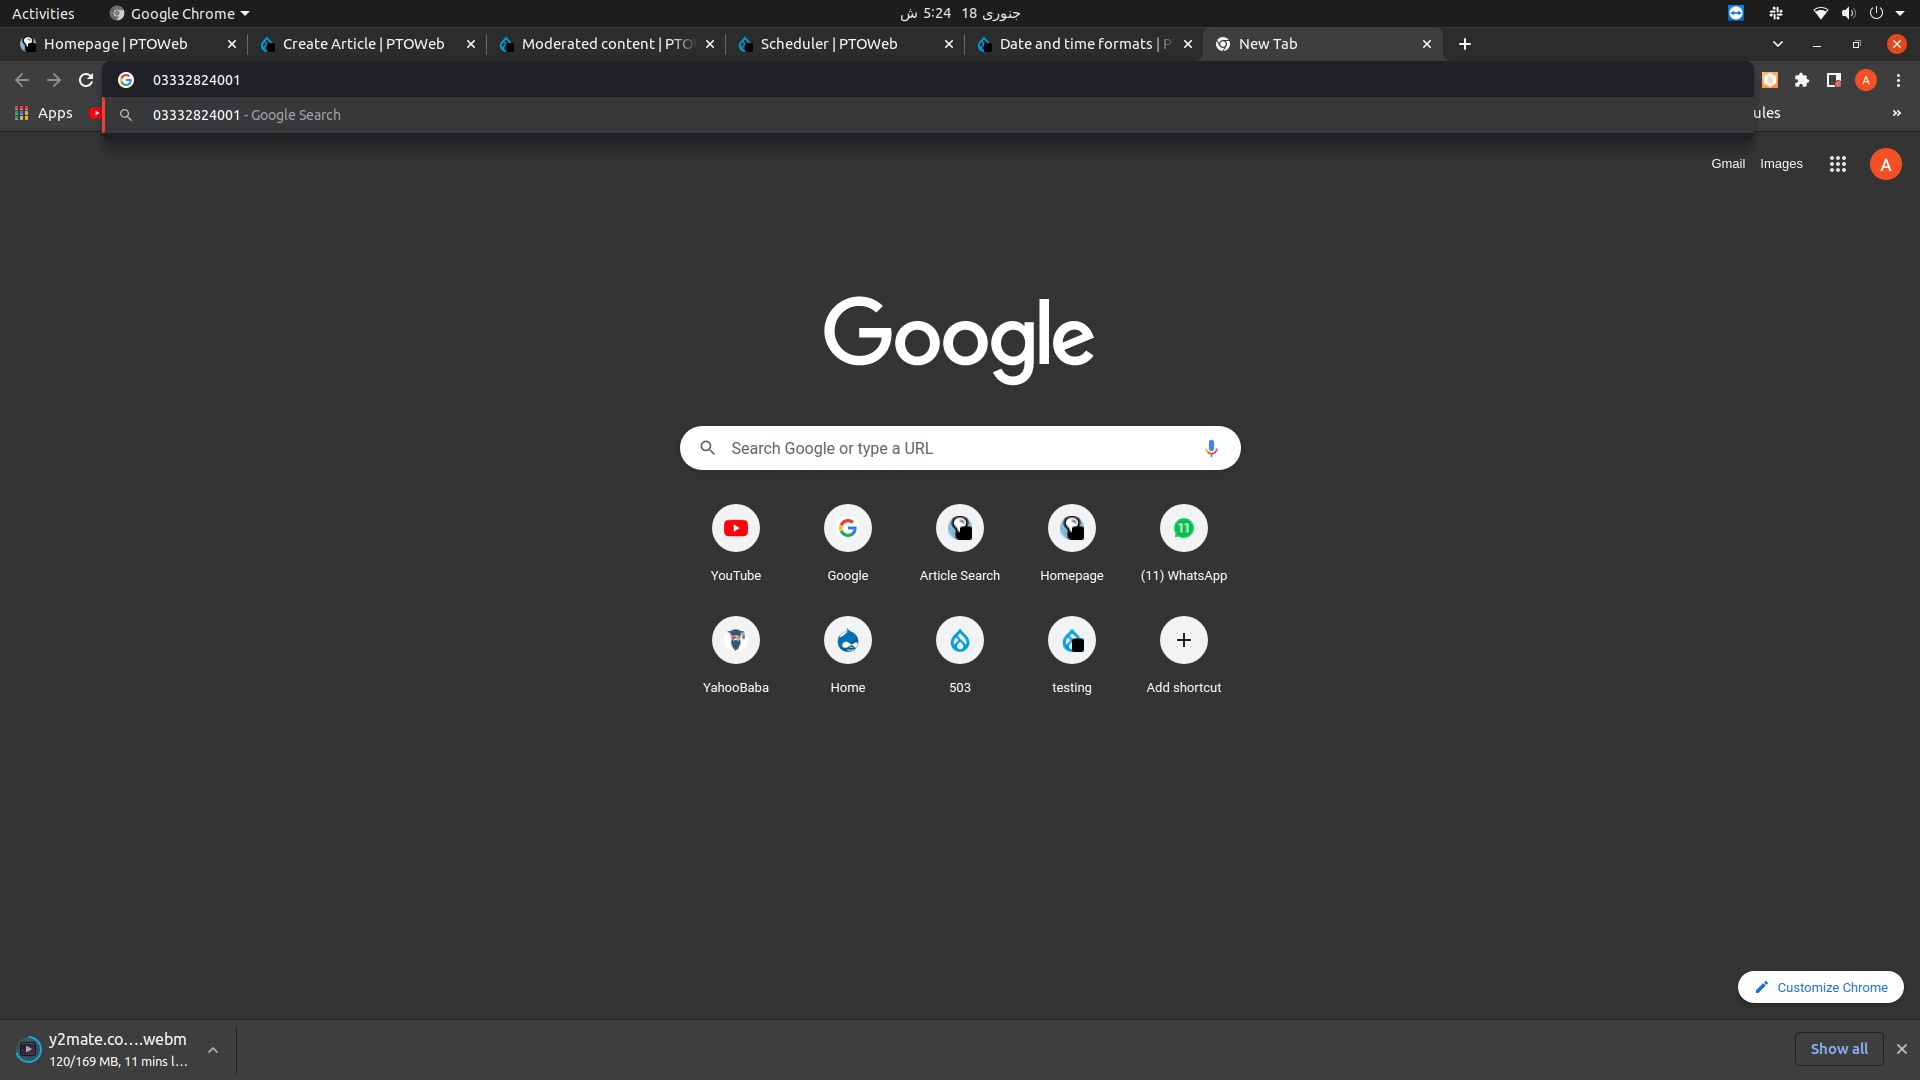 Activities
Google Chrome
جنوری 18 5:24 ش
Homepage | PTOWeb
Create Article | PTOWeb
Moderated content | PTO
Scheduler | PTOWeb
Date and time formats | P
New Tab
03332824001
A
Apps
03332824001 - Google Search
ules
»
Gmail
Images
A
Google
Search Google or type a URL
YouTube
Google
Article Search
Homepage
(11) WhatsApp
YahooBaba
Home
503
testing
Add shortcut
Customize Chrome
y2mate.co....webm
120/169 MB, 11 mins l...
Show all